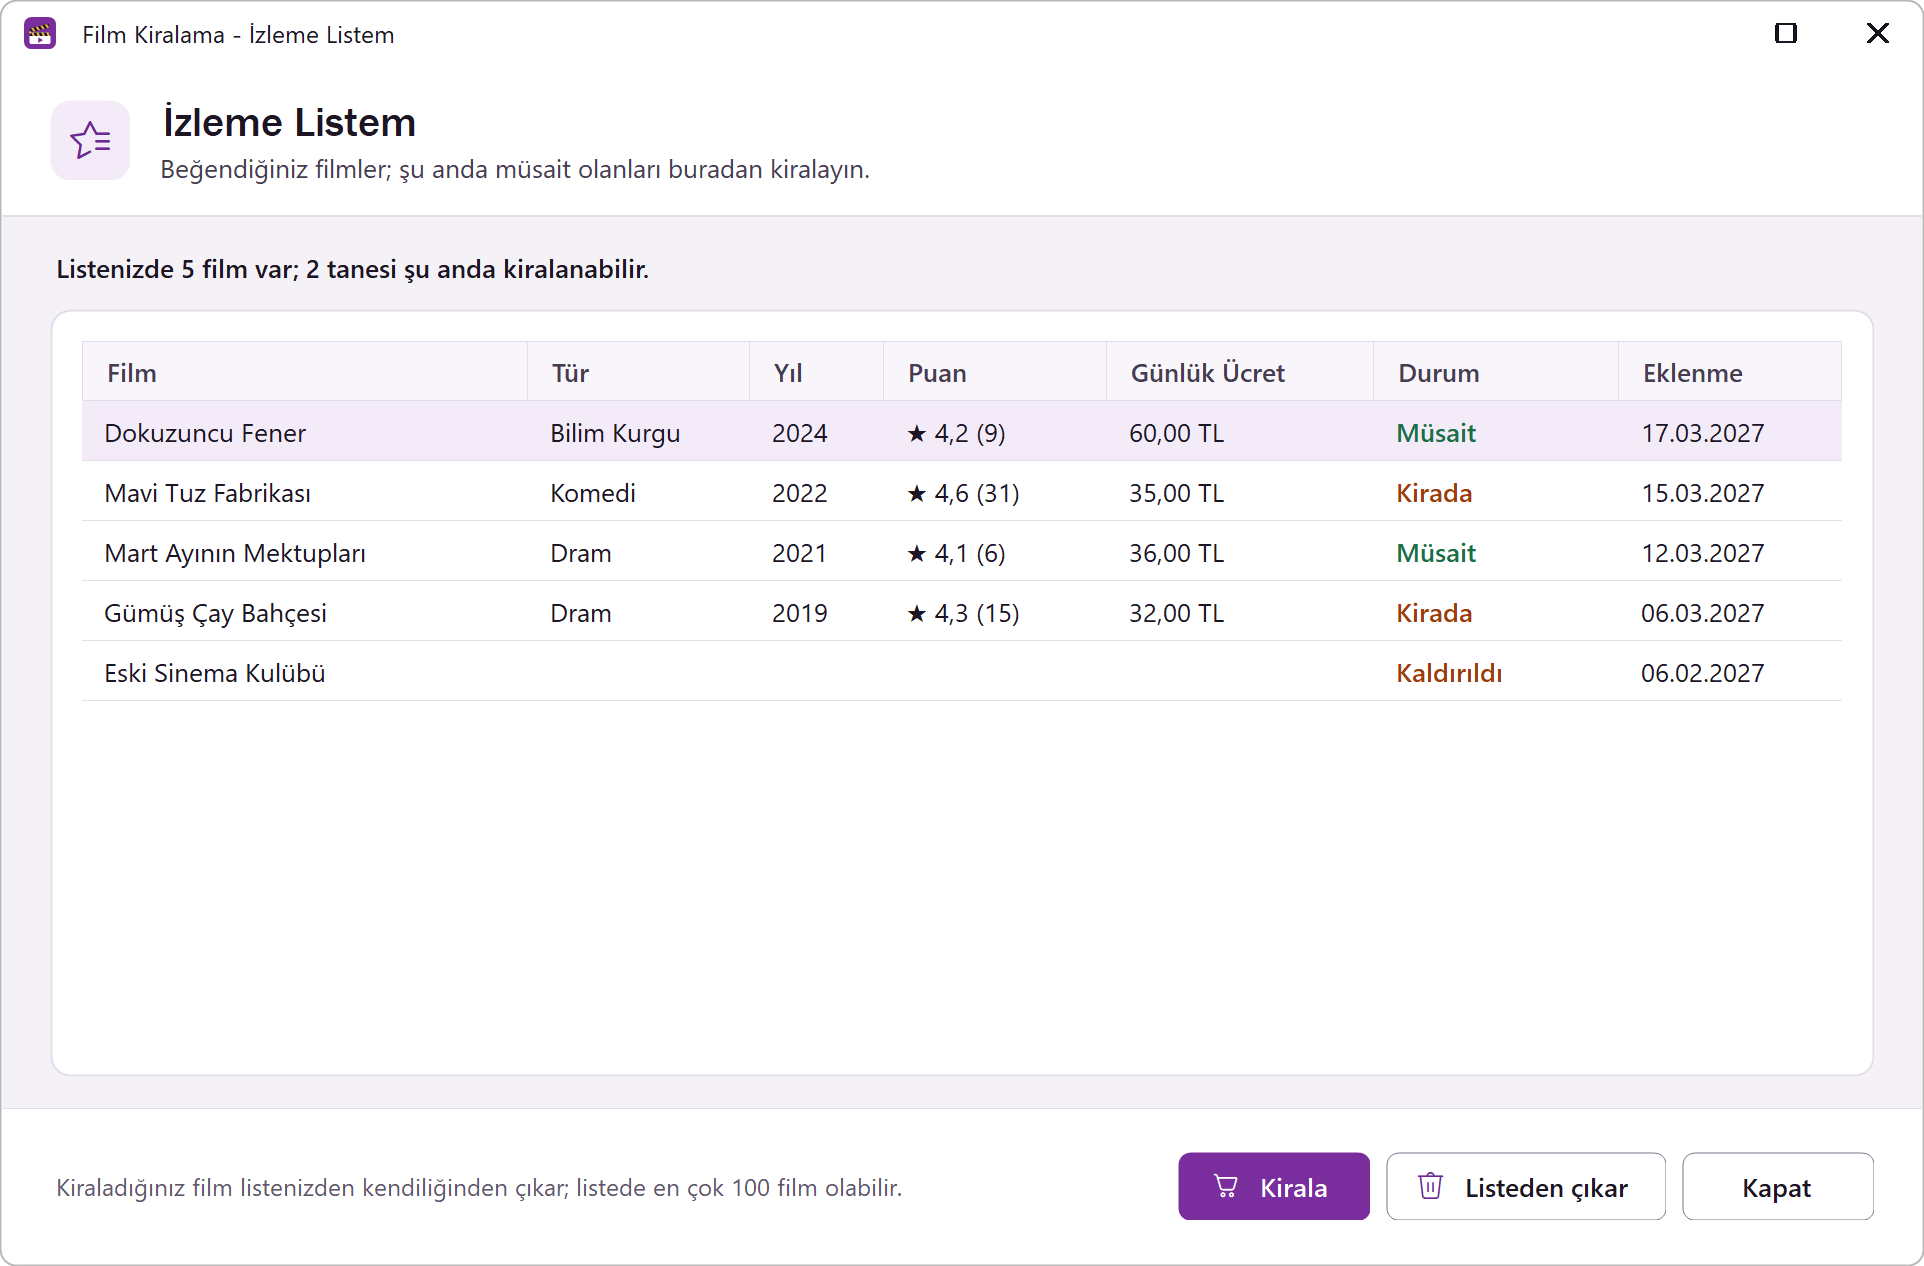 Film Kiralama - İzleme Listem
İzleme Listem
Beğendiğiniz filmler; şu anda müsait olanları buradan kiralayın.
Listenizde 5 film var; 2 tanesi şu anda kiralanabilir.
Film Tür Yıl Puan Günlük Ücret Durum Eklenme
Dokuzuncu Fener Bilim Kurgu 2024 ★ 4,2 (9) 60,00 TL Müsait 17.03.2027
Mavi Tuz Fabrikası Komedi 2022 ★ 4,6 (31) 35,00 TL Kirada 15.03.2027
Mart Ayının Mektupları Dram 2021 ★ 4,1 (6) 36,00 TL Müsait 12.03.2027
Gümüş Çay Bahçesi Dram 2019 ★ 4,3 (15) 32,00 TL Kirada 06.03.2027
Eski Sinema Kulübü Kaldırıldı 06.02.2027
Kiraladığınız film listenizden kendiliğinden çıkar; listede en çok 100 film olabilir.
Kirala Listeden çıkar Kapat